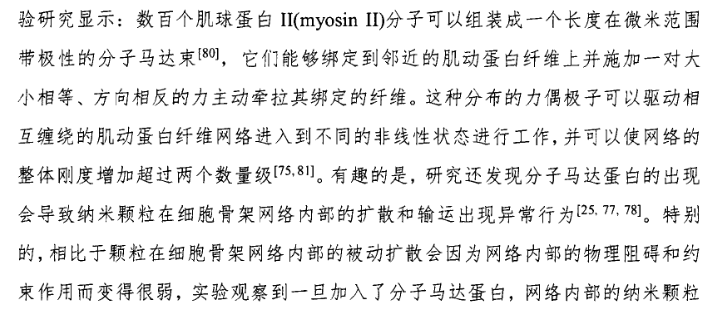 验研究显示：数百个肌球蛋白 II(myosin II)分子可以组装成一个长度在微米范围
带极性的分子马达束[80]，它们能够绑定到邻近的肌动蛋白纤维上并施加一对大
小相等、方向相反的力主动牵拉其绑定的纤维。这种分布的力偶极子可以驱动相
互缠绕的肌动蛋白纤维网络进入到不同的非线性状态进行工作，并可以使网络的
整体刚度增加超过两个数量级[75, 81]。有趣的是，研究还发现分子马达蛋白的出现
会导致纳米颗粒在细胞骨架网络内部的扩散和输运出现异常行为[25, 77, 78]。特别
的，相比于颗粒在细胞骨架网络内部的被动扩散会因为网络内部的物理阻碍和约
束作用而变得很弱，实验观察到一旦加入了分子马达蛋白，网络内部的纳米颗粒